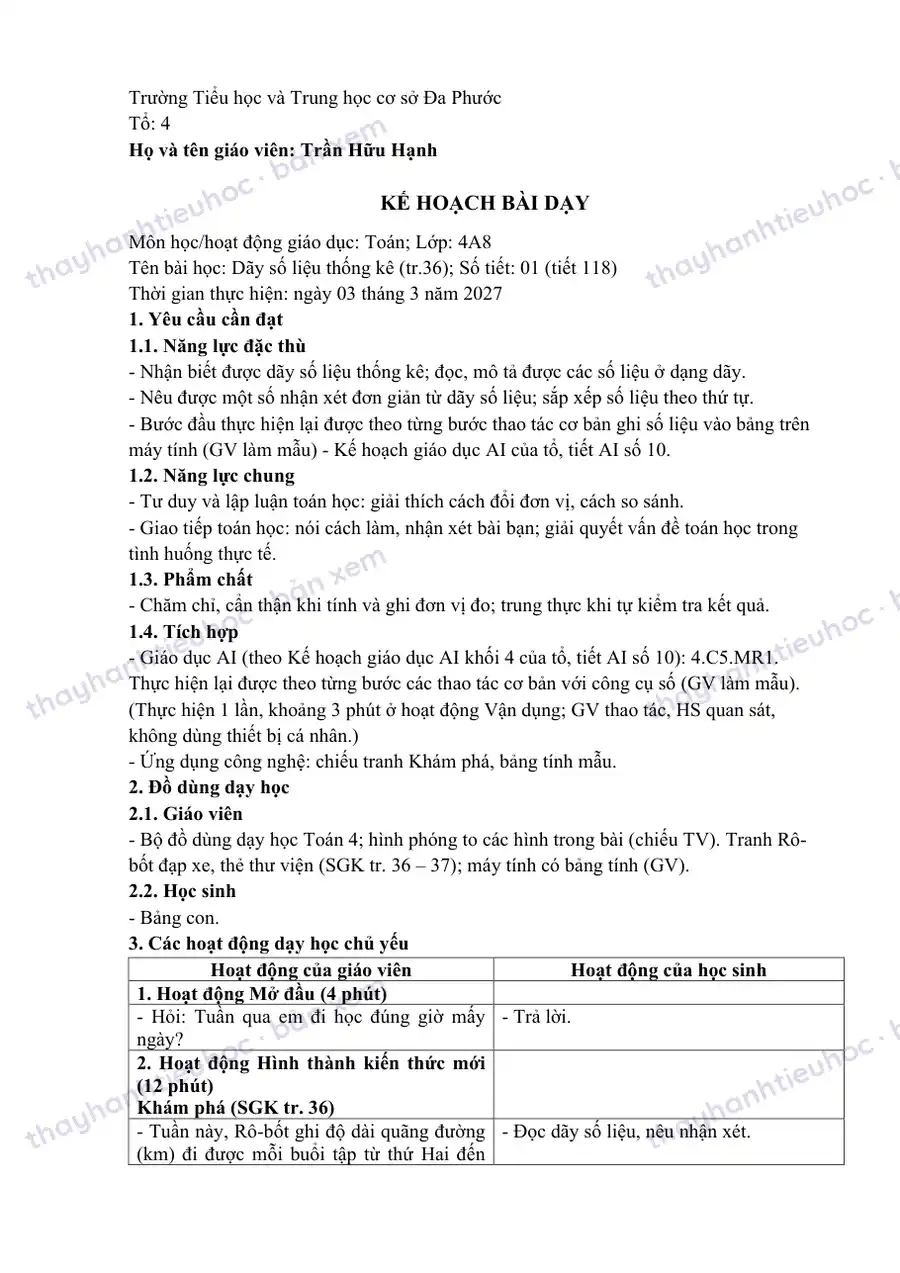 Trường Tiểu học và Trung học cơ sở Đa Phước
Tổ: 4
Họ và tên giáo viên: Trần Hữu Hạnh
KẾ HOẠCH BÀI DẠY
Môn học/hoạt động giáo dục: Toán; Lớp: 4A8
Tên bài học: Dãy số liệu thống kê (tr.36); Số tiết: 01 (tiết 118)
Thời gian thực hiện: ngày 03 tháng 3 năm 2027
1. Yêu cầu cần đạt
1.1. Năng lực đặc thù
- Nhận biết được dãy số liệu thống kê; đọc, mô tả được các số liệu ở dạng dãy.
- Nêu được một số nhận xét đơn giản từ dãy số liệu; sắp xếp số liệu theo thứ tự.
- Bước đầu thực hiện lại được theo từng bước thao tác cơ bản ghi số liệu vào bảng trên
máy tính (GV làm mẫu) - Kế hoạch giáo dục AI của tổ, tiết AI số 10.
1.2. Năng lực chung
- Tư duy và lập luận toán học: giải thích cách đổi đơn vị, cách so sánh.
- Giao tiếp toán học: nói cách làm, nhận xét bài bạn; giải quyết vấn đề toán học trong
tình huống thực tế.
1.3. Phẩm chất
- Chăm chỉ, cẩn thận khi tính và ghi đơn vị đo; trung thực khi tự kiểm tra kết quả.
1.4. Tích hợp
- Giáo dục AI (theo Kế hoạch giáo dục AI khối 4 của tổ, tiết AI số 10): 4.C5.MR1.
Thực hiện lại được theo từng bước các thao tác cơ bản với công cụ số (GV làm mẫu).
(Thực hiện 1 lần, khoảng 3 phút ở hoạt động Vận dụng; GV thao tác, HS quan sát,
không dùng thiết bị cá nhân.)
- Ứng dụng công nghệ: chiếu tranh Khám phá, bảng tính mẫu.
2. Đồ dùng dạy học
2.1. Giáo viên
- Bộ đồ dùng dạy học Toán 4; hình phóng to các hình trong bài (chiếu TV). Tranh Rô-
bốt đạp xe, thẻ thư viện (SGK tr. 36 – 37); máy tính có bảng tính (GV).
2.2. Học sinh
- Bảng con.
3. Các hoạt động dạy học chủ yếu
Hoạt động của giáo viên
Hoạt động của học sinh
1. Hoạt động Mở đầu (4 phút)
- Hỏi: Tuần qua em đi học đúng giờ mấy
ngày?
- Trả lời.
2. Hoạt động Hình thành kiến thức mới
(12 phút)
Khám phá (SGK tr. 36)
- Tuần này, Rô-bốt ghi độ dài quãng đường
(km) đi được mỗi buổi tập từ thứ Hai đến
- Đọc dãy số liệu, nêu nhận xét.
thayhanhtieuhoc · bản xem
thayhanhtieuhoc · b
thayhanhtieuhoc · bản xem
thayhanhtieuhoc · b
thayhanhtieuhoc · bản xem
thayhanhtieuhoc · b